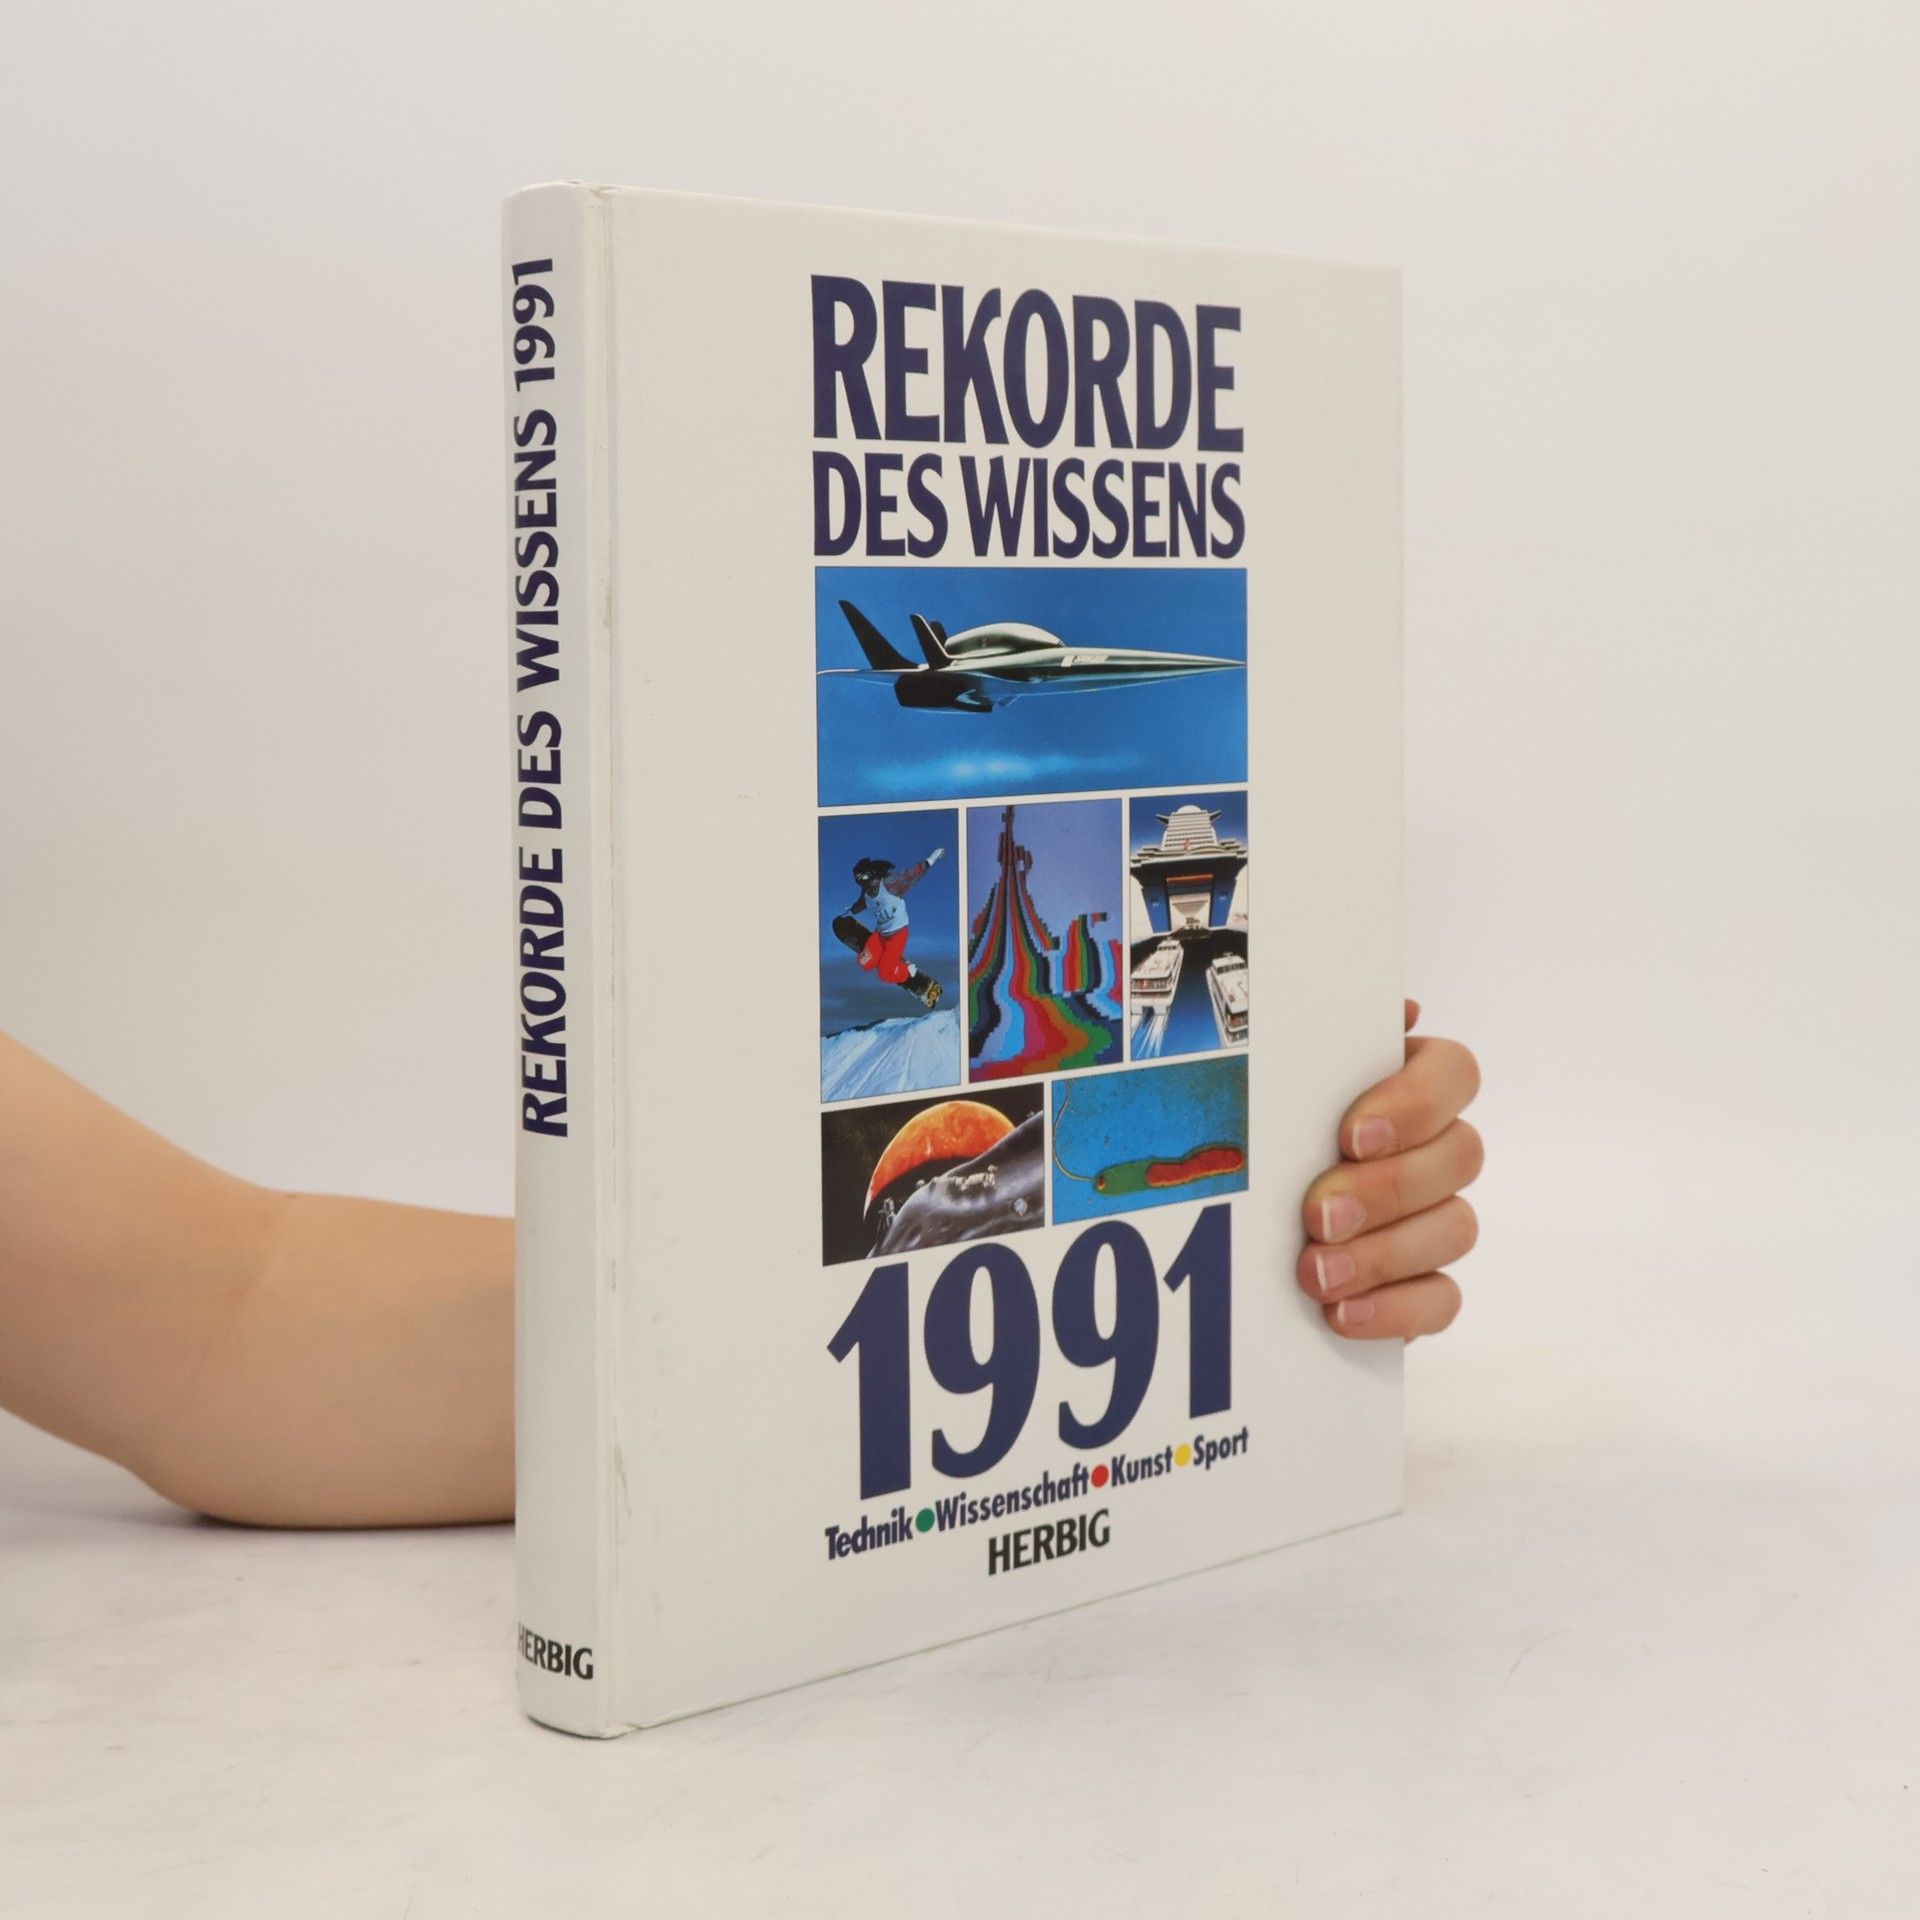 REKORDE DES WISSENS 1991
HERBIG
REKORDE
DES WISSENS
1991
Technik●Wissenschaft●Kunst●Sport
HERBIG